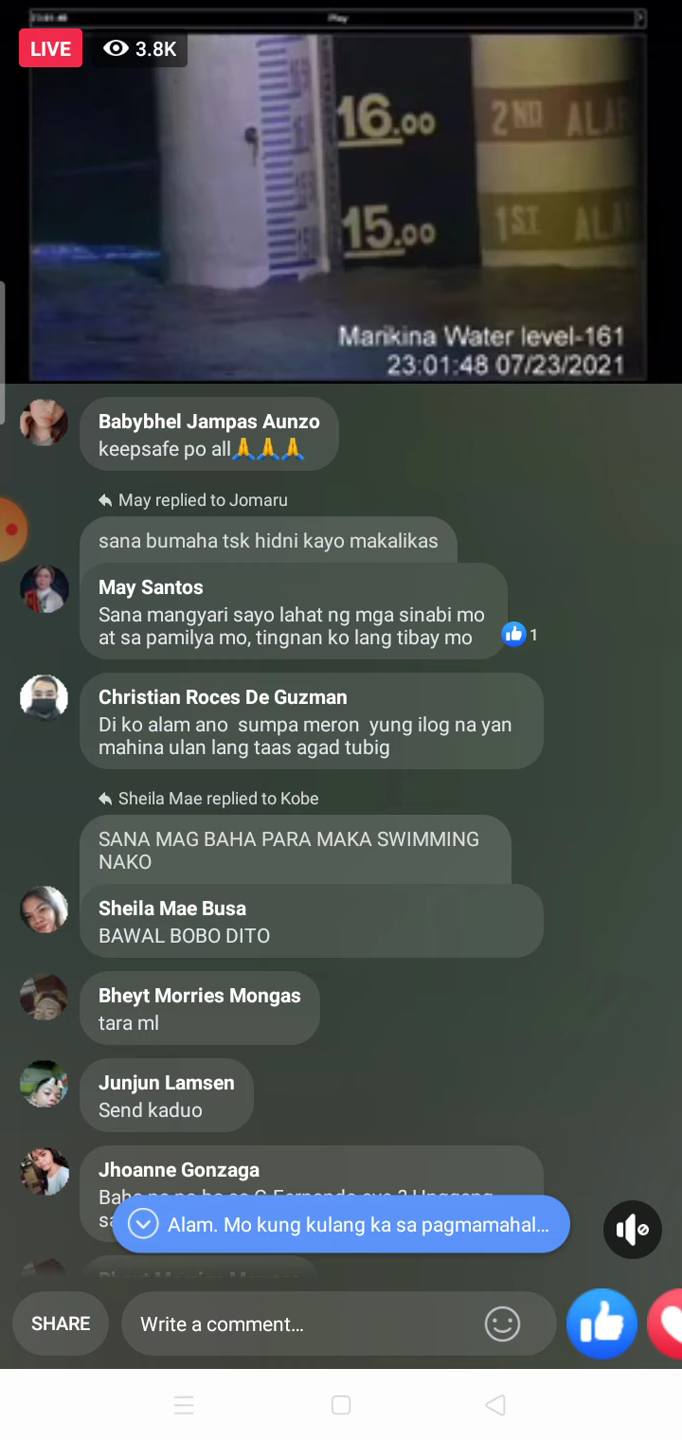 23:01:48
Play
LIVE
3.8K
16.00
2ND
15.00
1ST
Marikina Water level-161
23:01:48 07/23/2021
Babybhel Jampas Aunzo
keepsafe po all🙏🙏🙏
May replied to Jomaru
sana bumaha tsk hidni kayo makalikas
May Santos
Sana mangyari sayo lahat ng mga sinabi mo
at sa pamilya mo, tingnan ko lang tibay mo
1
Christian Roces De Guzman
Di ko alam ano sumpa meron yung ilog na yan
mahina ulan lang taas agad tubig
Sheila Mae replied to Kobe
SANA MAG BAHA PARA MAKA SWIMMING
NAKO
Sheila Mae Busa
BAWAL BOBO DITO
Bheyt Morries Mongas
tara ml
Junjun Lamsen
Send kaduo
Jhoanne Gonzaga
Alam. Mo kung kulang ka sa pagmamahal...
SHARE
Write a comment...